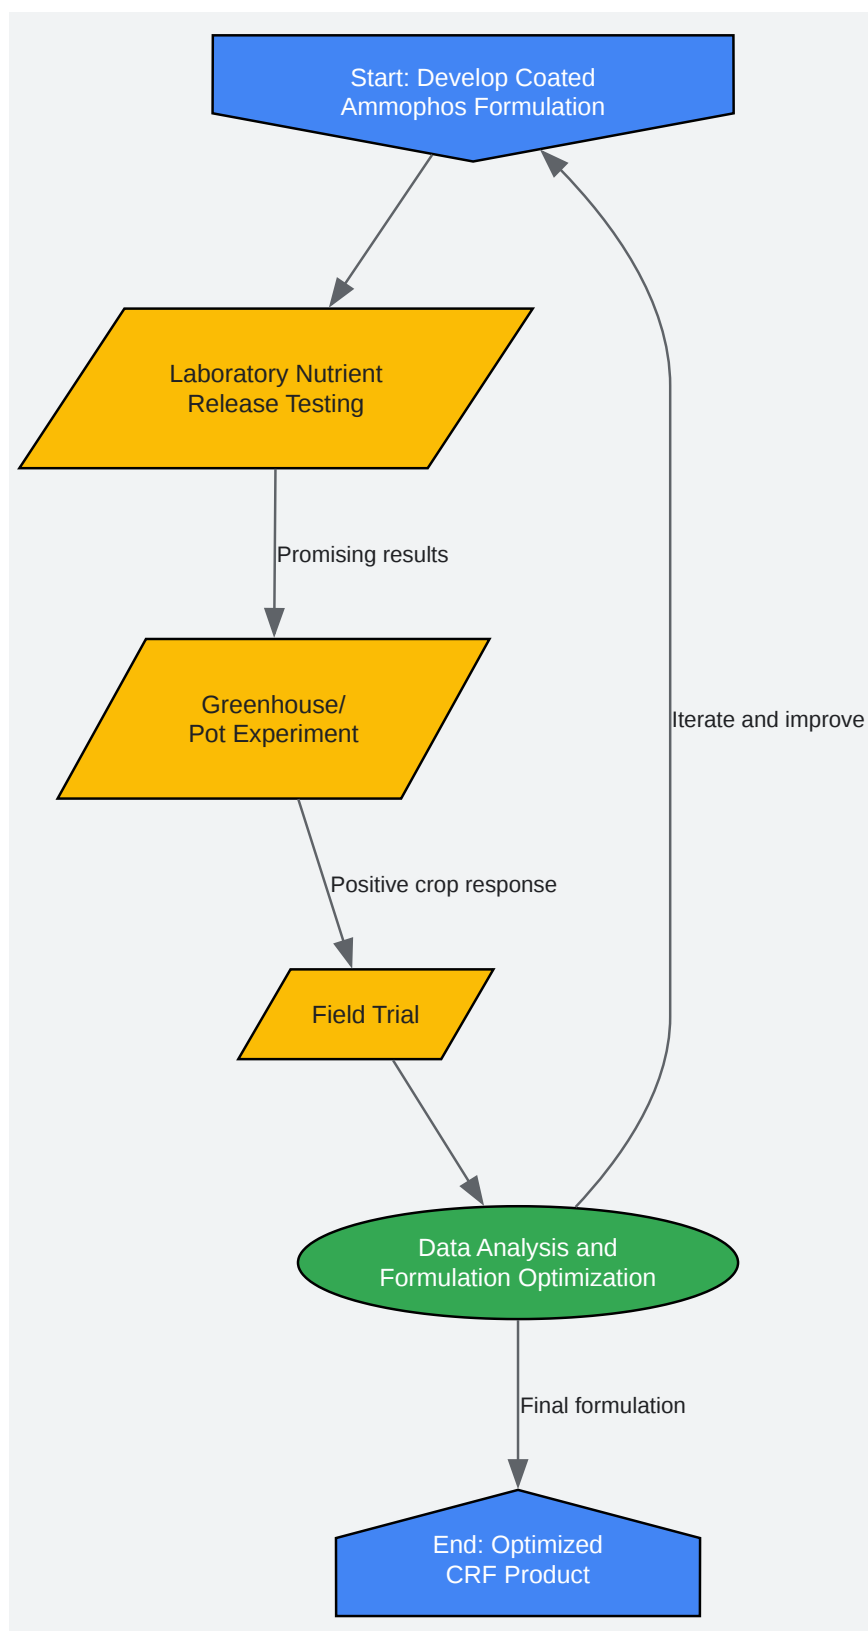 Start: Develop Coated
Ammophos Formulation
Laboratory Nutrient
Release Testing
Promising results
Greenhouse/
Pot Experiment
Iterate and improve
Positive crop response
Field Trial
Data Analysis and
Formulation Optimization
Final formulation
End: Optimized
CRF Product